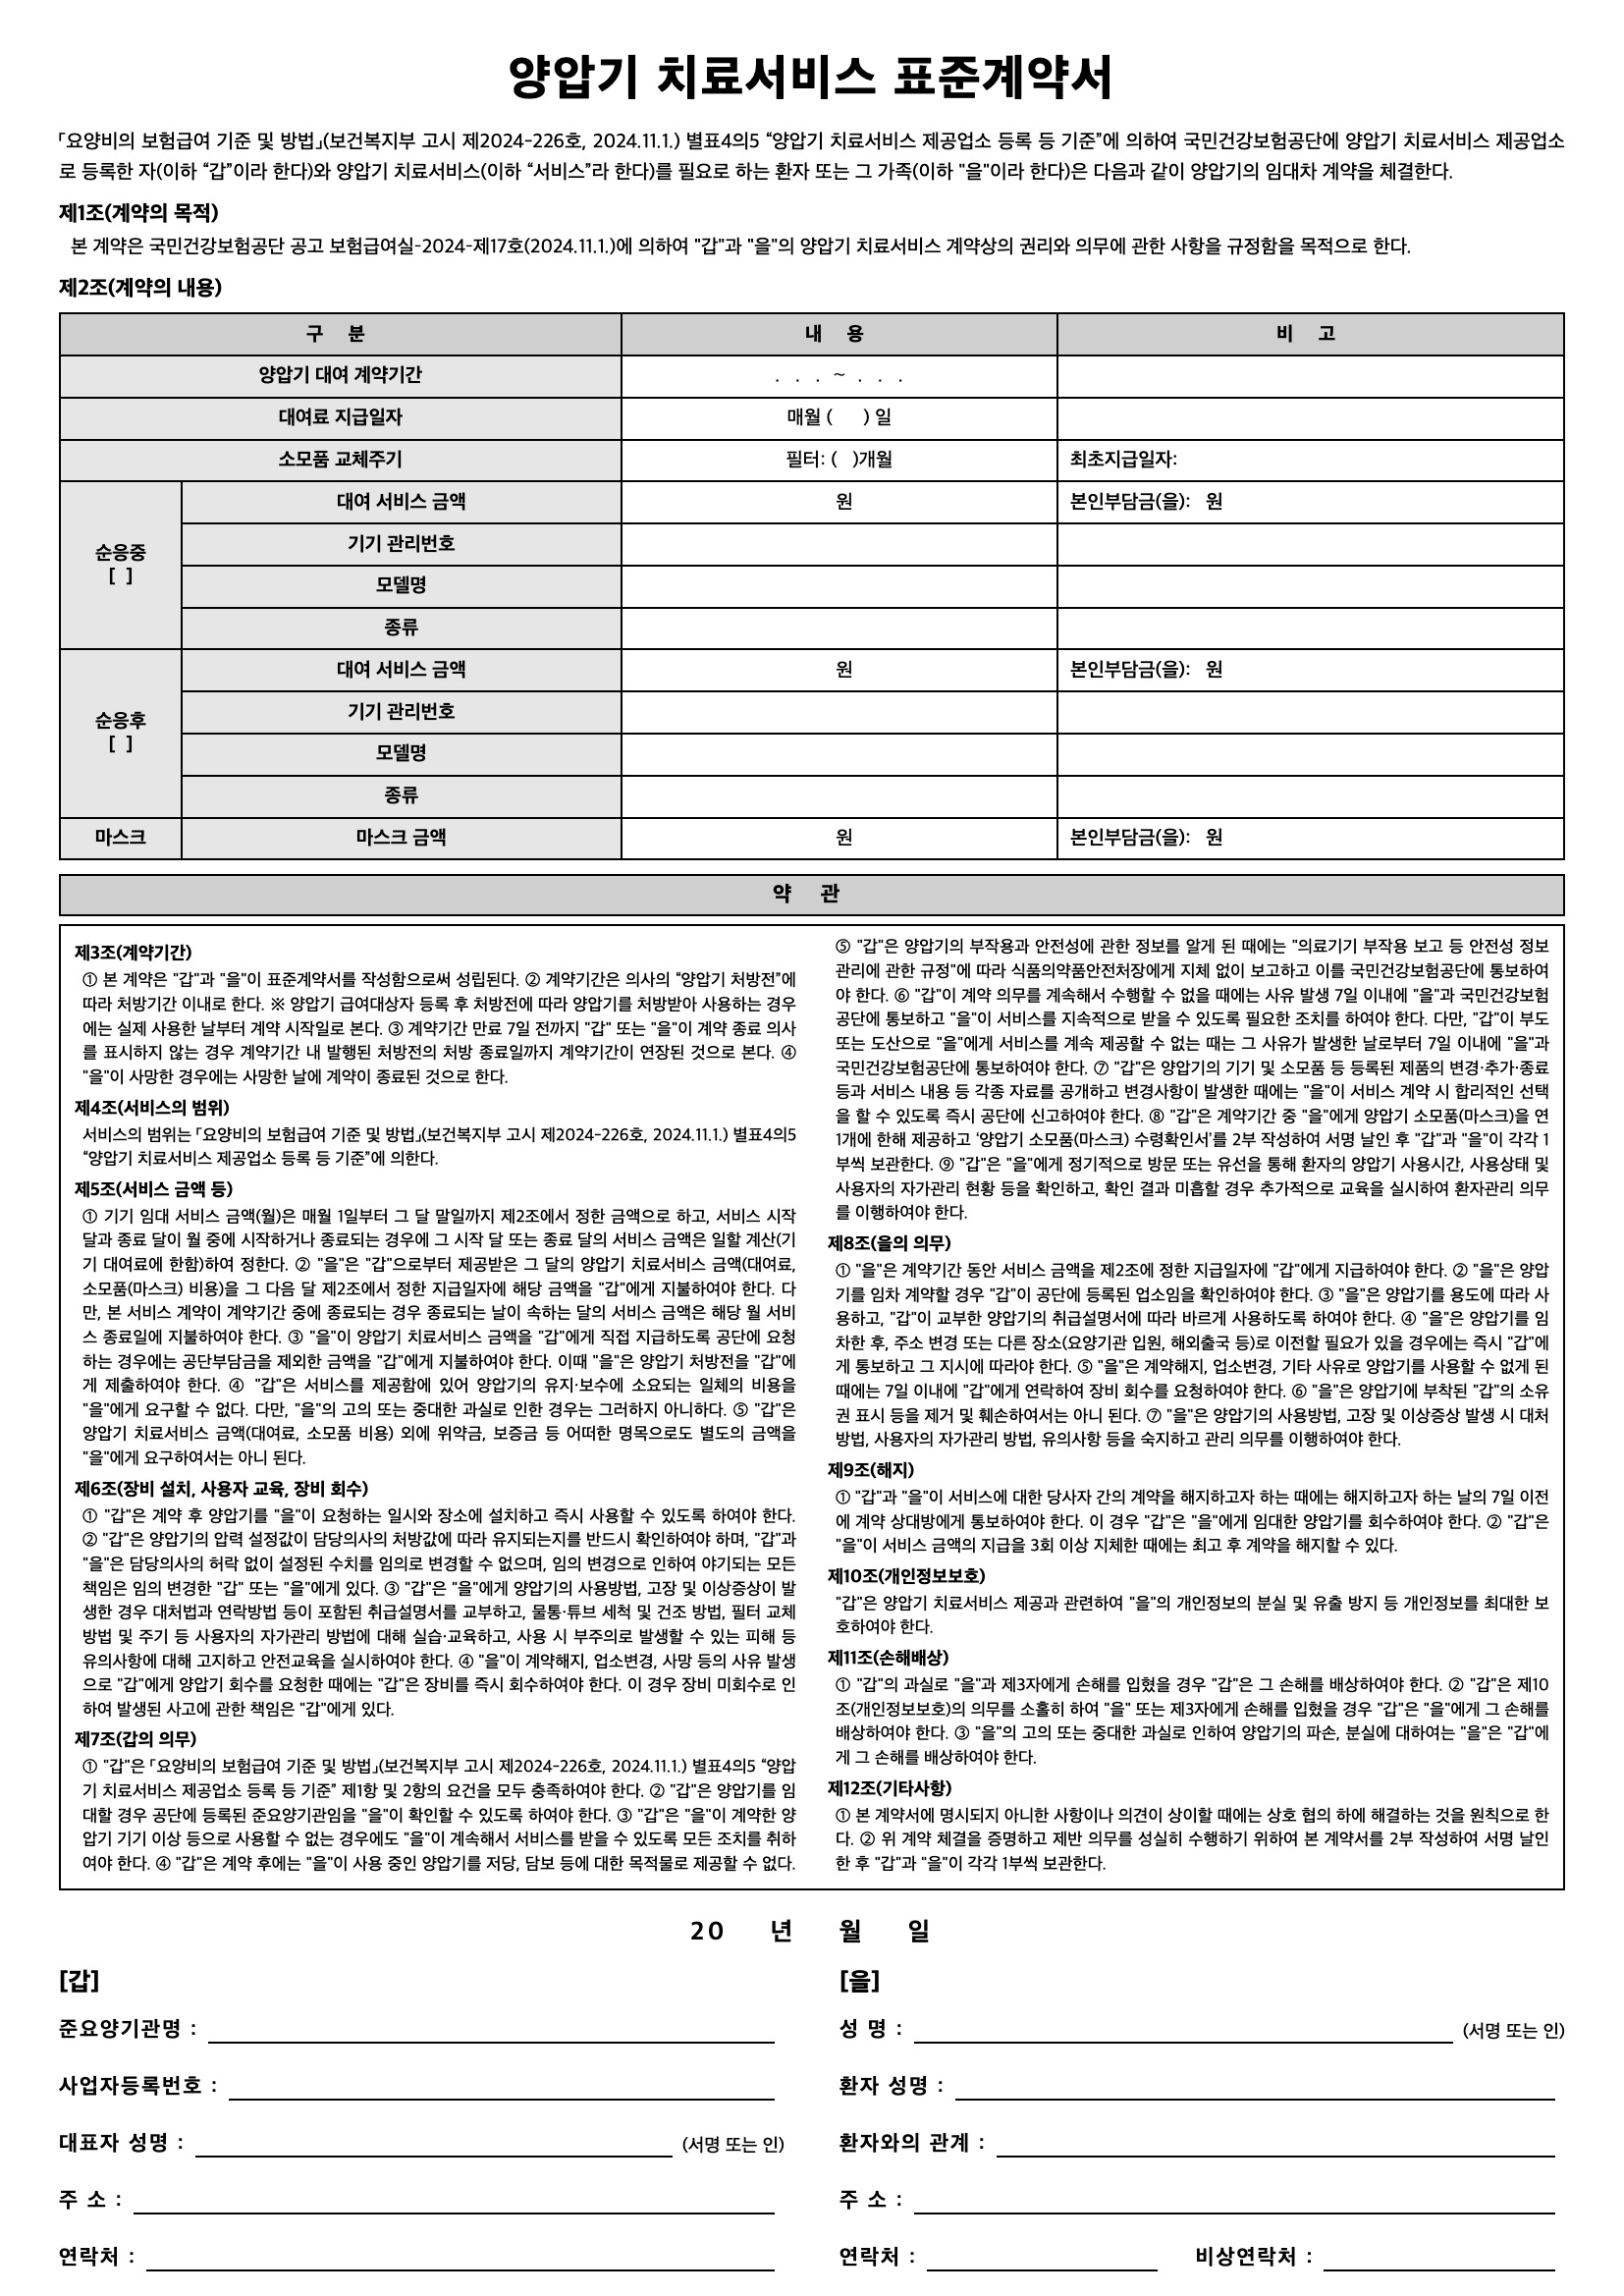 양압기 치료서비스 표준계약서
「요양비의 보험급여 기준 및 방법」(보건복지부 고시 제2024-226호, 2024.11.1.) 별표4의5 “양압기 치료서비스 제공업소 등록 등 기준”에 의하여 국민건강보험공단에 양압기 치료서비스 제공업소
로 등록한 자(이하 “갑”이라 한다)와 양압기 치료서비스(이하 “서비스”라 한다)를 필요로 하는 환자 또는 그 가족(이하 "을"이라 한다)은 다음과 같이 양압기의 임대차 계약을 체결한다.
제1조(계약의 목적)
본 계약은 국민건강보험공단 공고 보험급여실-2024-제17호(2024.11.1.)에 의하여 "갑"과 "을"의 양압기 치료서비스 계약상의 권리와 의무에 관한 사항을 규정함을 목적으로 한다.
제2조(계약의 내용)
구 분 내 용 비 고
양압기 대여 계약기간 . . . ~ . . .
대여료 지급일자 매월 ( ) 일
소모품 교체주기 필터: ( )개월 최초지급일자:
순응중
[ ]
대여 서비스 금액 원 본인부담금(을): 원
기기 관리번호
모델명
종류
순응후
[ ]
대여 서비스 금액 원 본인부담금(을): 원
기기 관리번호
모델명
종류
마스크 마스크 금액 원 본인부담금(을): 원
약 관
제3조(계약기간)
① 본 계약은 "갑"과 "을"이 표준계약서를 작성함으로써 성립된다. ② 계약기간은 의사의 “양압기 처방전”에
따라 처방기간 이내로 한다. ※ 양압기 급여대상자 등록 후 처방전에 따라 양압기를 처방받아 사용하는 경우
에는 실제 사용한 날부터 계약 시작일로 본다. ③ 계약기간 만료 7일 전까지 "갑" 또는 "을"이 계약 종료 의사
를 표시하지 않는 경우 계약기간 내 발행된 처방전의 처방 종료일까지 계약기간이 연장된 것으로 본다. ④
"을"이 사망한 경우에는 사망한 날에 계약이 종료된 것으로 한다.
제4조(서비스의 범위)
서비스의 범위는 「요양비의 보험급여 기준 및 방법」(보건복지부 고시 제2024-226호, 2024.11.1.) 별표4의5
“양압기 치료서비스 제공업소 등록 등 기준”에 의한다.
제5조(서비스 금액 등)
① 기기 임대 서비스 금액(월)은 매월 1일부터 그 달 말일까지 제2조에서 정한 금액으로 하고, 서비스 시작
달과 종료 달이 월 중에 시작하거나 종료되는 경우에 그 시작 달 또는 종료 달의 서비스 금액은 일할 계산(기
기 대여료에 한함)하여 정한다. ② "을"은 "갑"으로부터 제공받은 그 달의 양압기 치료서비스 금액(대여료,
소모품(마스크) 비용)을 그 다음 달 제2조에서 정한 지급일자에 해당 금액을 "갑"에게 지불하여야 한다. 다
만, 본 서비스 계약이 계약기간 중에 종료되는 경우 종료되는 날이 속하는 달의 서비스 금액은 해당 월 서비
스 종료일에 지불하여야 한다. ③ "을"이 양압기 치료서비스 금액을 "갑"에게 직접 지급하도록 공단에 요청
하는 경우에는 공단부담금을 제외한 금액을 "갑"에게 지불하여야 한다. 이때 "을"은 양압기 처방전을 "갑"에
게 제출하여야 한다. ④ "갑"은 서비스를 제공함에 있어 양압기의 유지·보수에 소요되는 일체의 비용을
"을"에게 요구할 수 없다. 다만, "을"의 고의 또는 중대한 과실로 인한 경우는 그러하지 아니하다. ⑤ "갑"은
양압기 치료서비스 금액(대여료, 소모품 비용) 외에 위약금, 보증금 등 어떠한 명목으로도 별도의 금액을
"을"에게 요구하여서는 아니 된다.
제6조(장비 설치, 사용자 교육, 장비 회수)
① "갑"은 계약 후 양압기를 "을"이 요청하는 일시와 장소에 설치하고 즉시 사용할 수 있도록 하여야 한다.
② "갑"은 양압기의 압력 설정값이 담당의사의 처방값에 따라 유지되는지를 반드시 확인하여야 하며, "갑"과
"을"은 담당의사의 허락 없이 설정된 수치를 임의로 변경할 수 없으며, 임의 변경으로 인하여 야기되는 모든
책임은 임의 변경한 "갑" 또는 "을"에게 있다. ③ "갑"은 "을"에게 양압기의 사용방법, 고장 및 이상증상이 발
생한 경우 대처법과 연락방법 등이 포함된 취급설명서를 교부하고, 물통·튜브 세척 및 건조 방법, 필터 교체
방법 및 주기 등 사용자의 자가관리 방법에 대해 실습·교육하고, 사용 시 부주의로 발생할 수 있는 피해 등
유의사항에 대해 고지하고 안전교육을 실시하여야 한다. ④ "을"이 계약해지, 업소변경, 사망 등의 사유 발생
으로 "갑"에게 양압기 회수를 요청한 때에는 "갑"은 장비를 즉시 회수하여야 한다. 이 경우 장비 미회수로 인
하여 발생된 사고에 관한 책임은 "갑"에게 있다.
제7조(갑의 의무)
① "갑"은 「요양비의 보험급여 기준 및 방법」(보건복지부 고시 제2024-226호, 2024.11.1.) 별표4의5 “양압
기 치료서비스 제공업소 등록 등 기준” 제1항 및 2항의 요건을 모두 충족하여야 한다. ② "갑"은 양압기를 임
대할 경우 공단에 등록된 준요양기관임을 "을"이 확인할 수 있도록 하여야 한다. ③ "갑"은 "을"이 계약한 양
압기 기기 이상 등으로 사용할 수 없는 경우에도 "을"이 계속해서 서비스를 받을 수 있도록 모든 조치를 취하
여야 한다. ④ "갑"은 계약 후에는 "을"이 사용 중인 양압기를 저당, 담보 등에 대한 목적물로 제공할 수 없다.
⑤ "갑"은 양압기의 부작용과 안전성에 관한 정보를 알게 된 때에는 "의료기기 부작용 보고 등 안전성 정보
관리에 관한 규정"에 따라 식품의약품안전처장에게 지체 없이 보고하고 이를 국민건강보험공단에 통보하여
야 한다. ⑥ "갑"이 계약 의무를 계속해서 수행할 수 없을 때에는 사유 발생 7일 이내에 "을"과 국민건강보험
공단에 통보하고 "을"이 서비스를 지속적으로 받을 수 있도록 필요한 조치를 하여야 한다. 다만, "갑"이 부도
또는 도산으로 "을"에게 서비스를 계속 제공할 수 없는 때는 그 사유가 발생한 날로부터 7일 이내에 "을"과
국민건강보험공단에 통보하여야 한다. ⑦ "갑"은 양압기의 기기 및 소모품 등 등록된 제품의 변경·추가·종료
등과 서비스 내용 등 각종 자료를 공개하고 변경사항이 발생한 때에는 "을"이 서비스 계약 시 합리적인 선택
을 할 수 있도록 즉시 공단에 신고하여야 한다. ⑧ "갑"은 계약기간 중 "을"에게 양압기 소모품(마스크)을 연
1개에 한해 제공하고 ‘양압기 소모품(마스크) 수령확인서’를 2부 작성하여 서명 날인 후 "갑"과 "을"이 각각 1
부씩 보관한다. ⑨ "갑"은 "을"에게 정기적으로 방문 또는 유선을 통해 환자의 양압기 사용시간, 사용상태 및
사용자의 자가관리 현황 등을 확인하고, 확인 결과 미흡할 경우 추가적으로 교육을 실시하여 환자관리 의무
를 이행하여야 한다.
제8조(을의 의무)
① "을"은 계약기간 동안 서비스 금액을 제2조에 정한 지급일자에 "갑"에게 지급하여야 한다. ② "을"은 양압
기를 임차 계약할 경우 "갑"이 공단에 등록된 업소임을 확인하여야 한다. ③ "을"은 양압기를 용도에 따라 사
용하고, "갑"이 교부한 양압기의 취급설명서에 따라 바르게 사용하도록 하여야 한다. ④ "을"은 양압기를 임
차한 후, 주소 변경 또는 다른 장소(요양기관 입원, 해외출국 등)로 이전할 필요가 있을 경우에는 즉시 "갑"에
게 통보하고 그 지시에 따라야 한다. ⑤ "을"은 계약해지, 업소변경, 기타 사유로 양압기를 사용할 수 없게 된
때에는 7일 이내에 "갑"에게 연락하여 장비 회수를 요청하여야 한다. ⑥ "을"은 양압기에 부착된 "갑"의 소유
권 표시 등을 제거 및 훼손하여서는 아니 된다. ⑦ "을"은 양압기의 사용방법, 고장 및 이상증상 발생 시 대처
방법, 사용자의 자가관리 방법, 유의사항 등을 숙지하고 관리 의무를 이행하여야 한다.
제9조(해지)
① "갑"과 "을"이 서비스에 대한 당사자 간의 계약을 해지하고자 하는 때에는 해지하고자 하는 날의 7일 이전
에 계약 상대방에게 통보하여야 한다. 이 경우 "갑"은 "을"에게 임대한 양압기를 회수하여야 한다. ② "갑"은
"을"이 서비스 금액의 지급을 3회 이상 지체한 때에는 최고 후 계약을 해지할 수 있다.
제10조(개인정보보호)
"갑"은 양압기 치료서비스 제공과 관련하여 "을"의 개인정보의 분실 및 유출 방지 등 개인정보를 최대한 보
호하여야 한다.
제11조(손해배상)
① "갑"의 과실로 "을"과 제3자에게 손해를 입혔을 경우 "갑"은 그 손해를 배상하여야 한다. ② "갑"은 제10
조(개인정보보호)의 의무를 소홀히 하여 "을" 또는 제3자에게 손해를 입혔을 경우 "갑"은 "을"에게 그 손해를
배상하여야 한다. ③ "을"의 고의 또는 중대한 과실로 인하여 양압기의 파손, 분실에 대하여는 "을"은 "갑"에
게 그 손해를 배상하여야 한다.
제12조(기타사항)
① 본 계약서에 명시되지 아니한 사항이나 의견이 상이할 때에는 상호 협의 하에 해결하는 것을 원칙으로 한
다. ② 위 계약 체결을 증명하고 제반 의무를 성실히 수행하기 위하여 본 계약서를 2부 작성하여 서명 날인
한 후 "갑"과 "을"이 각각 1부씩 보관한다.
20 년 월 일
[갑]
준요양기관명 :
사업자등록번호 :
대표자 성명 : (서명 또는 인)
주 소 :
연락처 :
[을]
성 명 : (서명 또는 인)
환자 성명 :
환자와의 관계 :
주 소 :
연락처 : 비상연락처 :